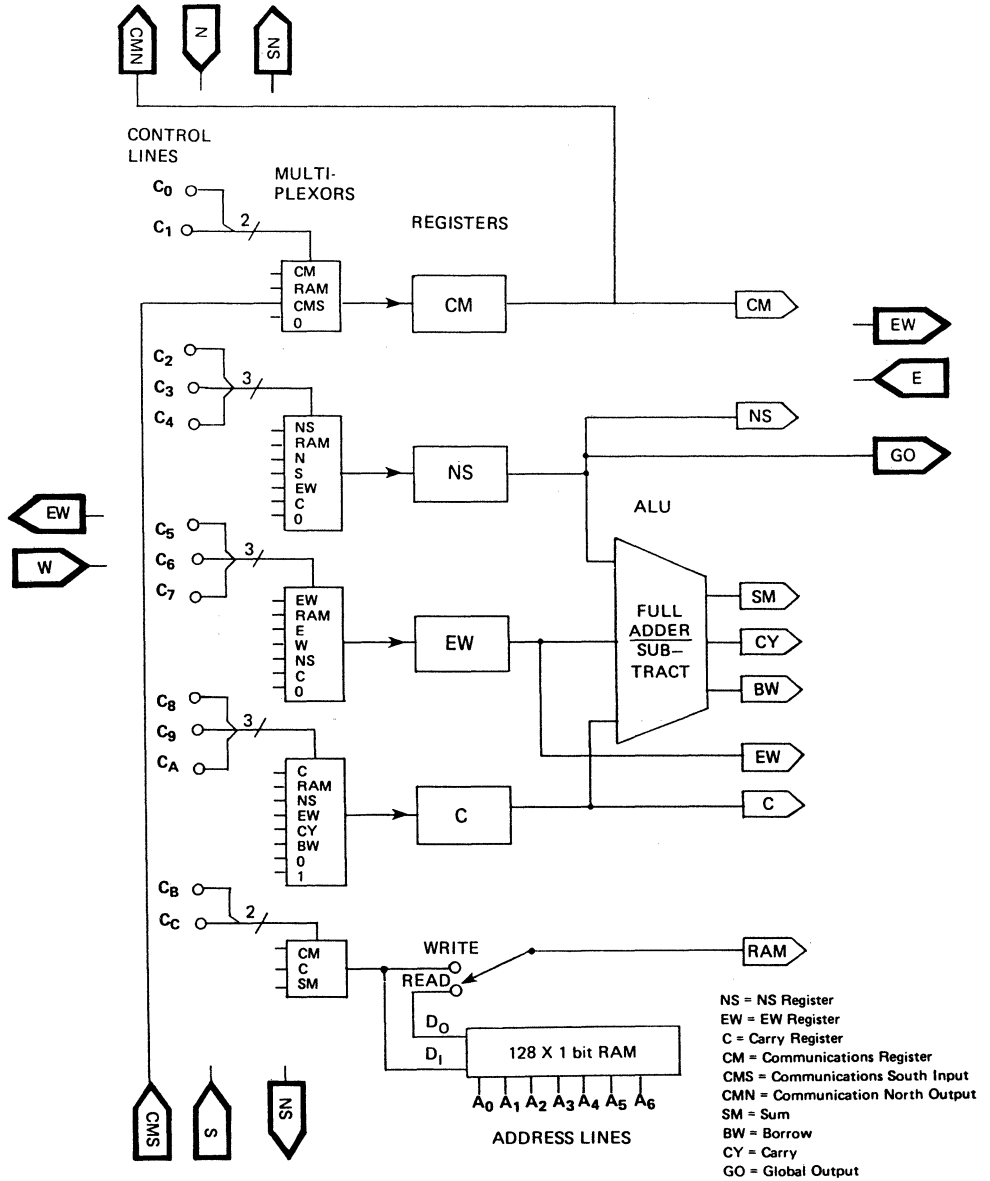 CMN
N
NS
CONTROL
LINES
MULTI-
PLEXORS
REGISTERS
C0
C1
2
CM
RAM
CMS
0
CM
CM
EW
E
C2
C3
C4
3
NS
RAM
N
S
EW
C
0
NS
NS
GO
ALU
EW
W
C5
C6
C7
3
EW
RAM
E
W
NS
C
0
EW
FULL
ADDER
SUB-
TRACT
SM
CY
BW
EW
C8
C9
CA
3
C
RAM
NS
EW
CY
BW
0
1
C
C
CB
CC
2
CM
C
SM
WRITE
READ
RAM
DO
DI
128 X 1 bit RAM
A0 A1 A2 A3 A4 A5 A6
ADDRESS LINES
CMS
S
NS
NS = NS Register
EW = EW Register
C = Carry Register
CM = Communications Register
CMS = Communications South Input
CMN = Communication North Output
SM = Sum
BW = Borrow
CY = Carry
GO = Global Output